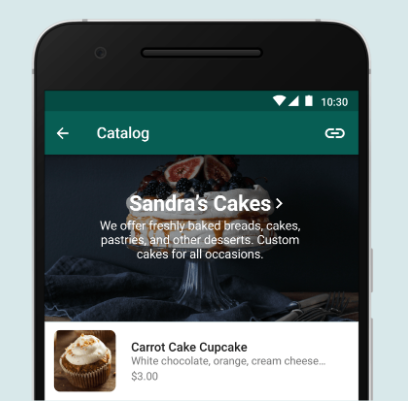 10:30
Catalog
Sandra's Cakes
We offer freshly baked breads, cakes,
pastries, and other desserts. Custom
cakes for all occasions.
Carrot Cake Cupcake
White chocolate, orange, cream cheese...
$3.00